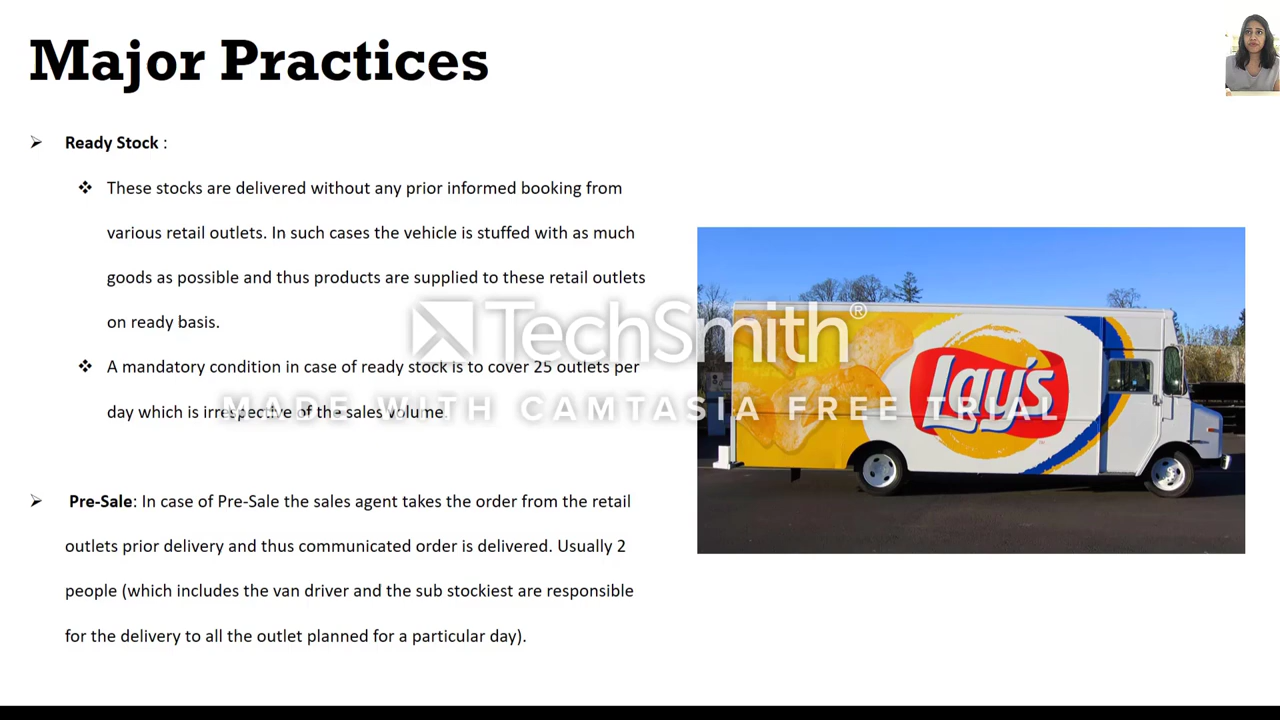 Major Practices
Ready Stock :
These stocks are delivered without any prior informed booking from
various retail outlets. In such cases the vehicle is stuffed with as much
goods as possible and thus products are supplied to these retail outlets
on ready basis.
TechSmith®
A mandatory condition in case of ready stock is to cover 25 outlets per
day which is irrespective of the sales volume.
MADE WITH CAMTASIA FREE TRIAL
Lay's
Pre-Sale: In case of Pre-Sale the sales agent takes the order from the retail
outlets prior delivery and thus communicated order is delivered. Usually 2
people (which includes the van driver and the sub stockiest are responsible
for the delivery to all the outlet planned for a particular day).